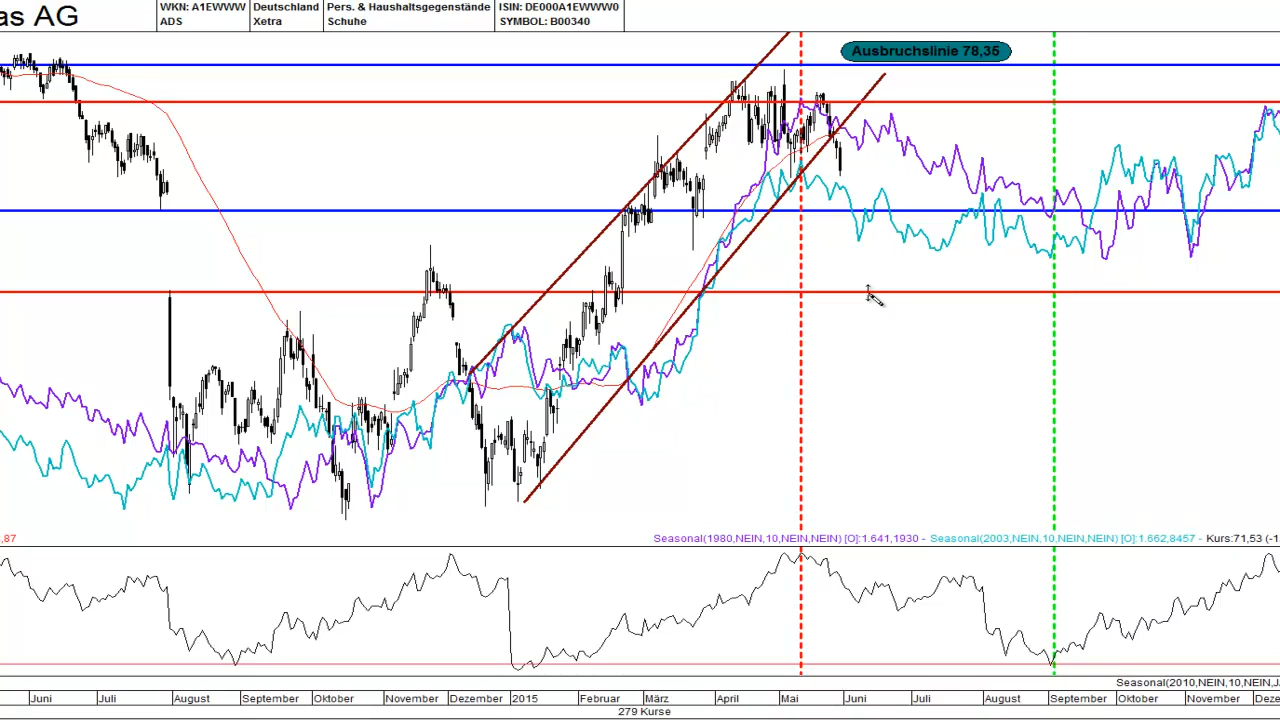 as AG
WKN: A1EWWW
ADS
Deutschland
Xetra
Pers. & Haushaltsgegenstände
Schuhe
ISIN: DE000A1EWWW0
SYMBOL: B00340
Ausbruchslinie 78,35
,87
Seasonal(1980,NEIN,10,NEIN,NEIN) [O]:1.641,1930 - Seasonal(2003,NEIN,10,NEIN,NEIN) [O]:1.662,8457 - Kurs:71,53 (-1
Seasonal(2010,NEIN,10,NEIN,J
Juni Juli August September Oktober November Dezember 2015 Februar März April Mai Juni Juli August September Oktober November Deze
279 Kurse